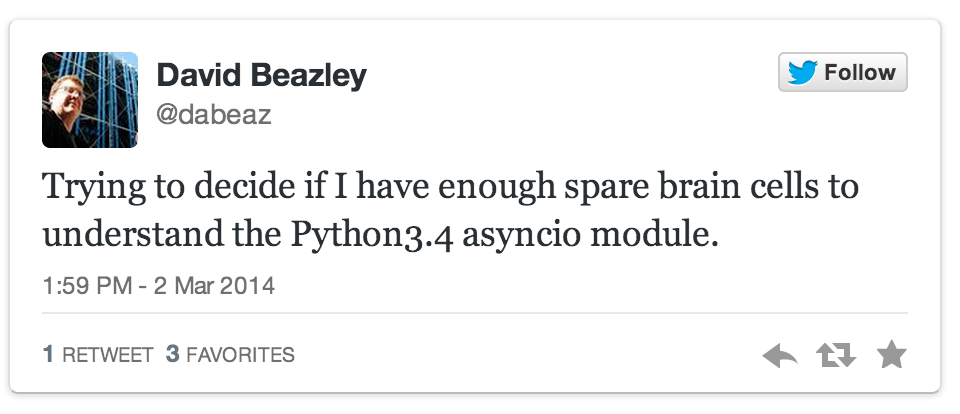 David Beazley
@dabeaz
Follow
Trying to decide if I have enough spare brain cells to
understand the Python3.4 asyncio module.
1:59 PM - 2 Mar 2014
1 RETWEET 3 FAVORITES